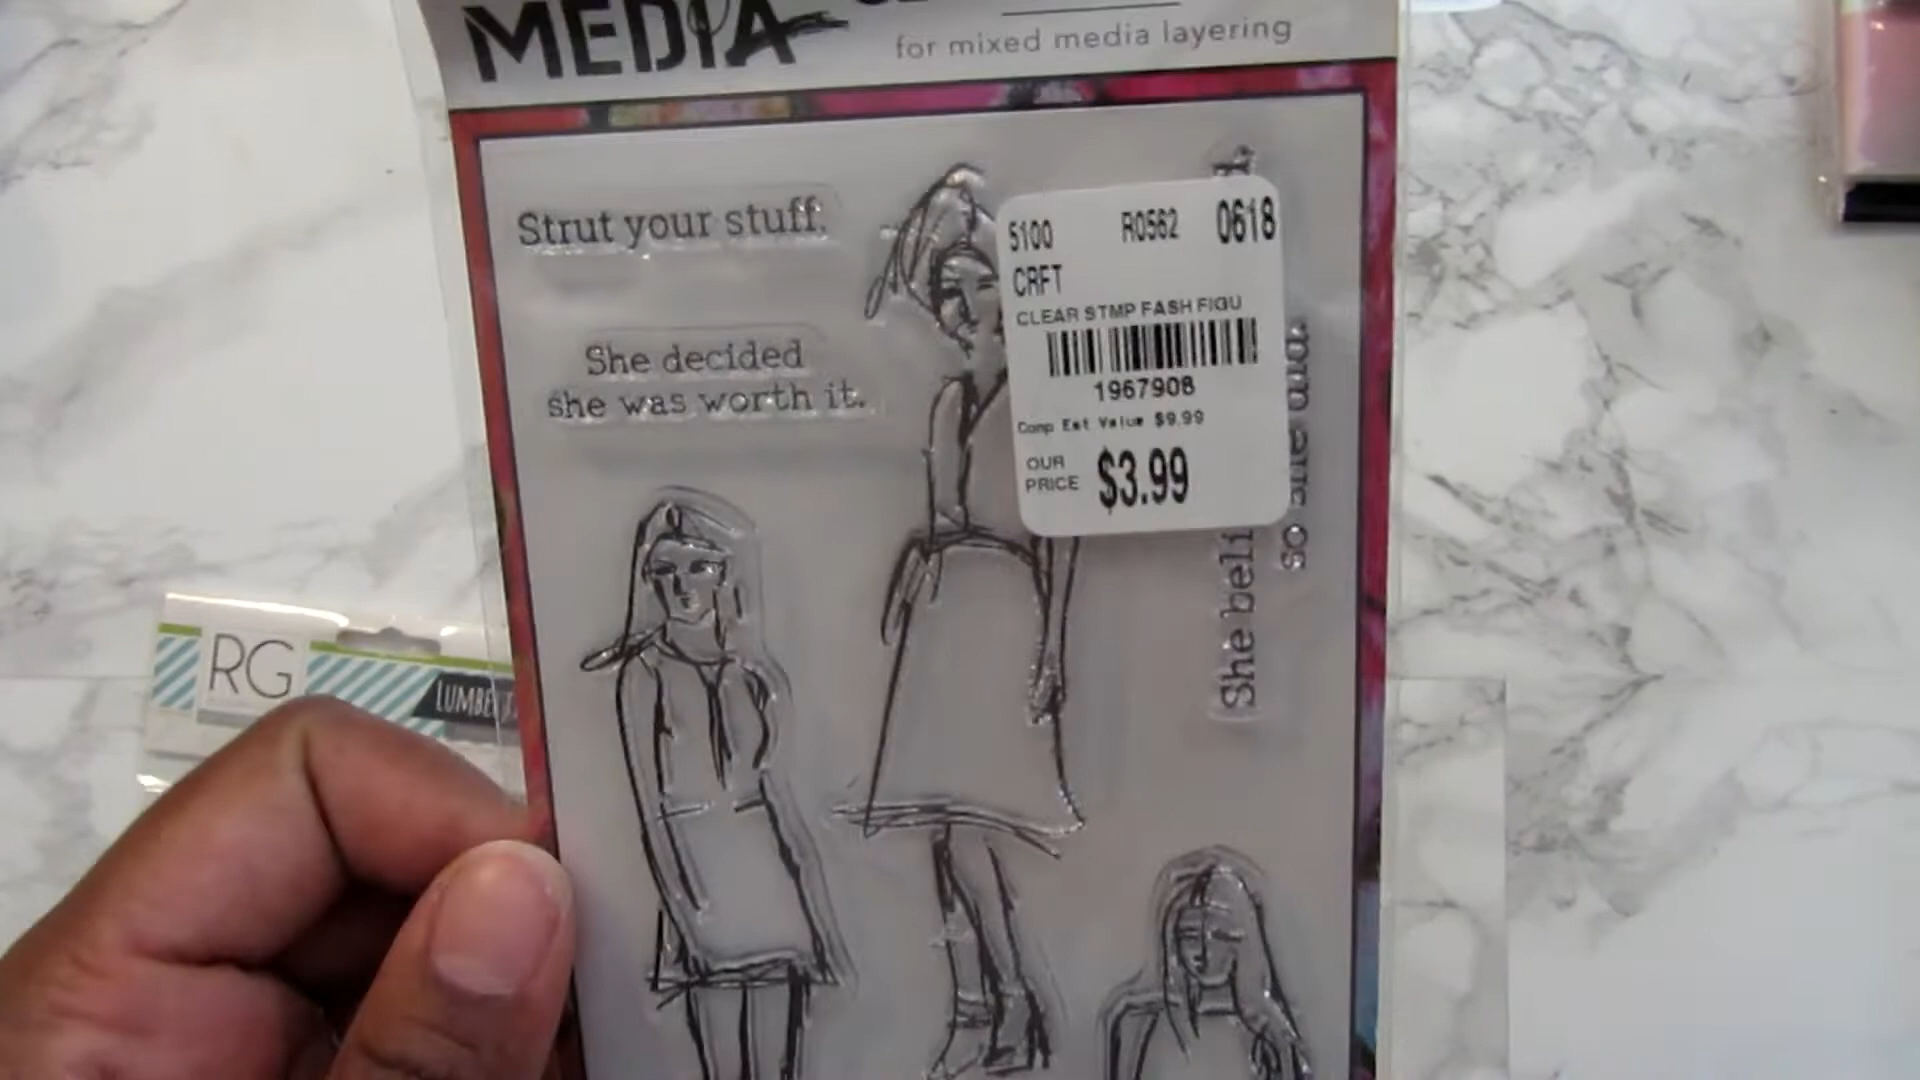 MEDIA
for mixed media layering
Strut your stuff.
She decided
she was worth it.
5100 R0562 0618
CRFT
CLEAR STMP FASH FIGU
1967908
Comp Est Value $9.99
OUR
PRICE $3.99
She beli
so she did
RG